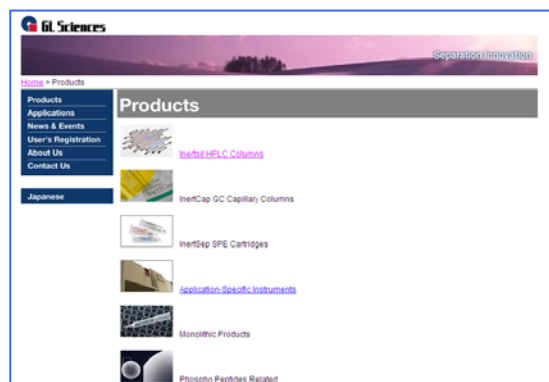 GL Sciences
Separation Innovation
Home > Products
Products
Applications
News & Events
User's Registration
About Us
Contact Us
Japanese
Products
Inertsil HPLC Columns
InertCap GC Capillary Columns
InertSep SPE Cartridges
Application-Specific Instruments
Monolithic Products
Phospho Peptides Related